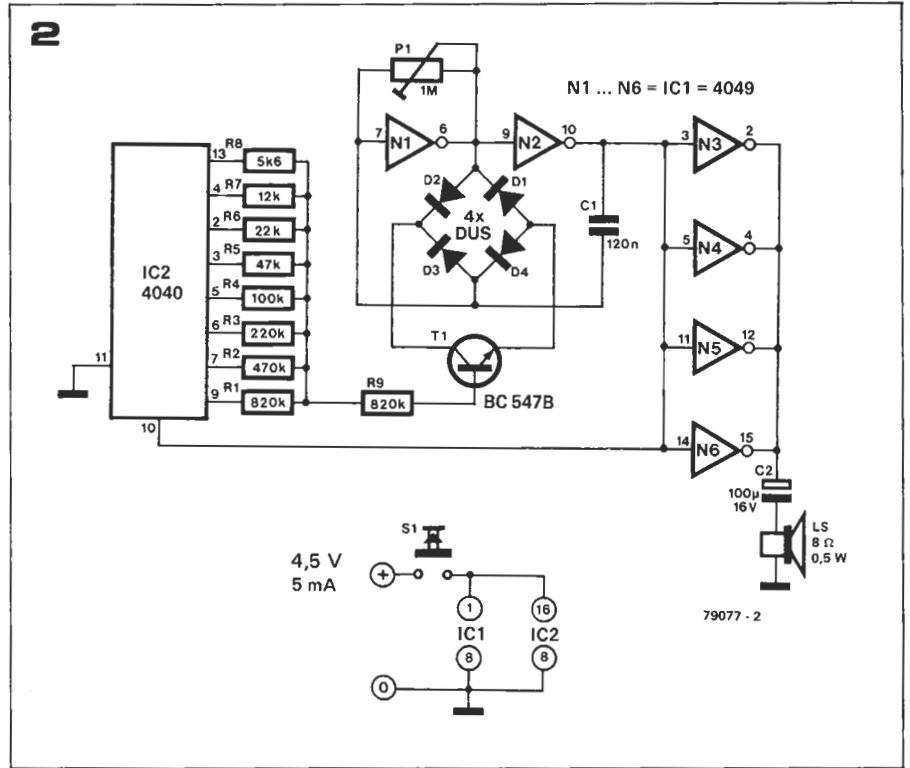 2
P1
1M
N1 ... N6 = IC1 = 4049
7
N1
6
9
N2
10
3
N3
2
13
R8
5k6
4
R7
12k
2
R6
22k
3
R5
47k
5
R4
100k
6
R3
220k
7
R2
470k
9
R1
820k
IC2
4040
11
10
D2
D1
4x
DUS
D3
D4
C1
120n
5
N4
4
11
N5
12
14
N6
15
T1
BC 547B
R9
820k
C2
100µ
16V
LS
8 Ω
0,5 W
S1
4,5 V
5 mA
+
1
16
IC1
IC2
8
8
0
79077 - 2